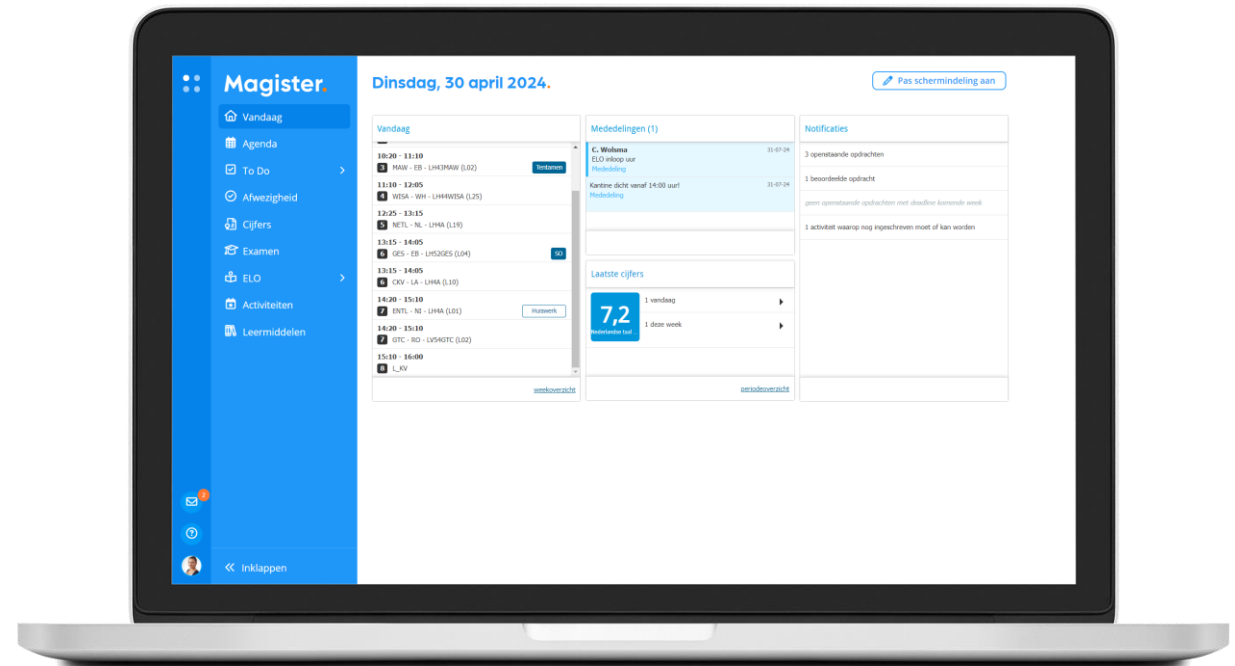 Magister.
Vandaag
Agenda
To Do
Afwezigheid
Cijfers
Examen
ELO
Activiteiten
Leermiddelen
2
Inklappen
Dinsdag, 30 april 2024.
Pas schermindeling aan
Vandaag
10:20 - 11:10
3 MAW - EB - LH43MAW (L02) Tentamen
11:10 - 12:05
4 WISA - WH - LH44WISA (L25)
12:25 - 13:15
5 NETL - NL - LH4A (L19)
13:15 - 14:05
6 GES - EB - LH52GES (L04) SO
13:15 - 14:05
6 CKV - LA - LH4A (L10)
14:20 - 15:10
7 ENTL - NI - LH4A (L01) Huiswerk
14:20 - 15:10
7 GTC - RO - LV54GTC (L02)
15:10 - 16:00
8 L_KV
weekoverzicht
Mededelingen (1)
C. Wolsma 31-07-24
ELO inloop uur
Mededeling
Kantine dicht vanaf 14:00 uur! 31-07-24
Mededeling
Laatste cijfers
7,2
Nederlandse taal ...
1 vandaag
1 deze week
periodeoverzicht
Notificaties
3 openstaande opdrachten
1 beoordeelde opdracht
geen openstaande opdrachten met deadline komende week
1 activiteit waarop nog ingeschreven moet of kan worden